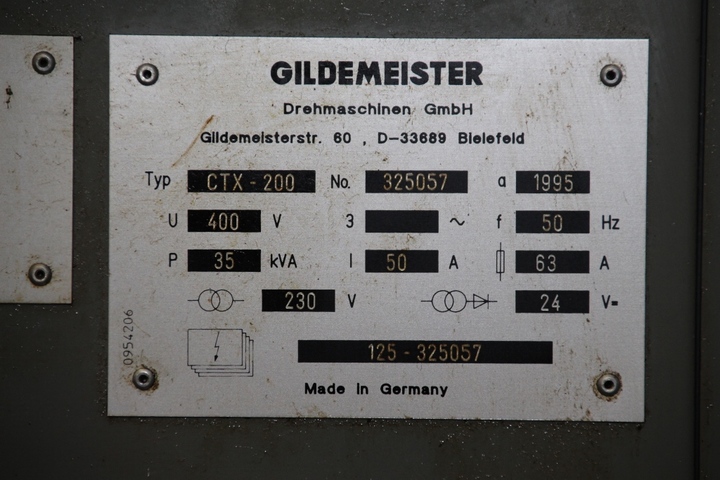 GILDEMEISTER
Drehmaschinen GmbH
Gildemeisterstr. 60 , D-33689 Bielefeld
Typ CTX - 200 No. 325057 a 1995
U 400 V 3 ~ f 50 Hz
P 35 kVA I 50 A 63 A
230 V 24 V=
125 - 325057
Made in Germany
0954206